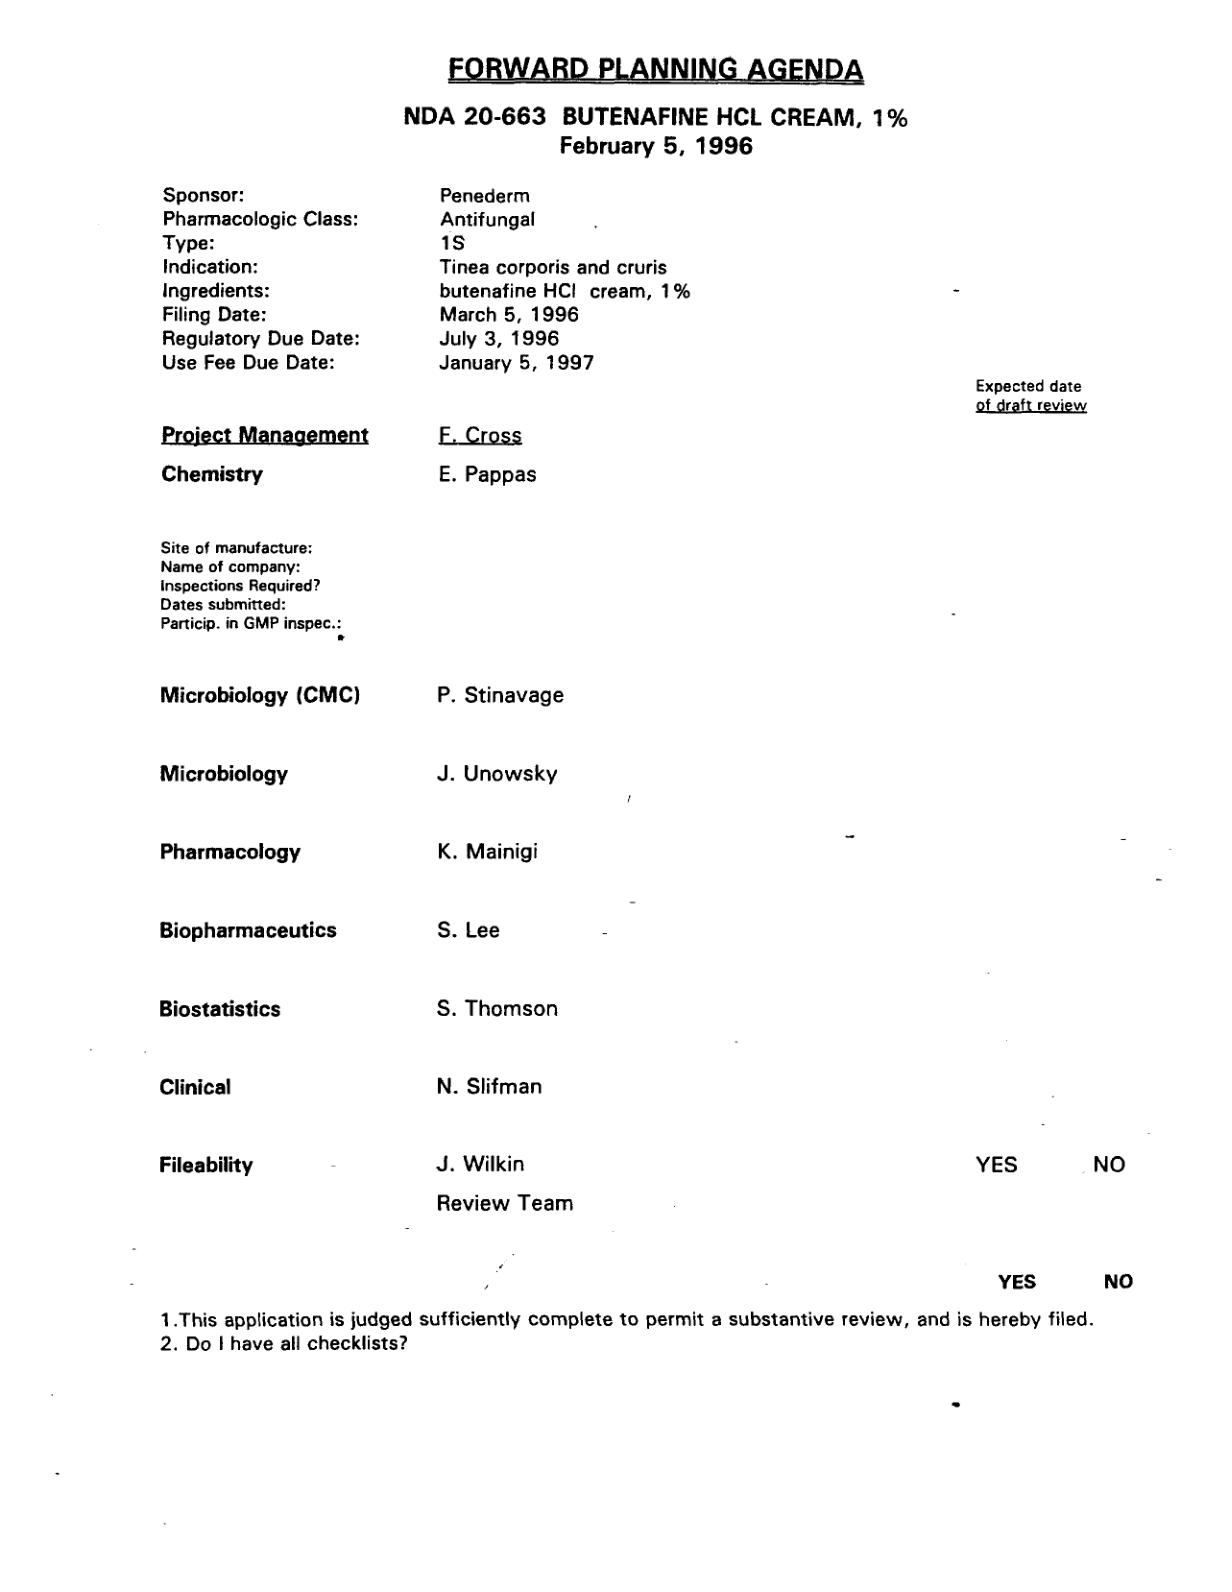 FORWARD PLANNING AGENDA
NDA 20-663 BUTENAFINE HCL CREAM, 1%
February 5, 1996
Sponsor: Penederm
Pharmacologic Class: Antifungal
Type: 1S
Indication: Tinea corporis and cruris
Ingredients: butenafine HCl cream, 1%
Filing Date: March 5, 1996
Regulatory Due Date: July 3, 1996
Use Fee Due Date: January 5, 1997
Expected date
of draft review
Project Management F. Cross
Chemistry E. Pappas
Site of manufacture:
Name of company:
Inspections Required?
Dates submitted:
Particip. in GMP inspec.:
Microbiology (CMC) P. Stinavage
Microbiology J. Unowsky
Pharmacology K. Mainigi
Biopharmaceutics S. Lee
Biostatistics S. Thomson
Clinical N. Slifman
Fileability J. Wilkin YES NO
Review Team
YES NO
1.This application is judged sufficiently complete to permit a substantive review, and is hereby filed.
2. Do I have all checklists?